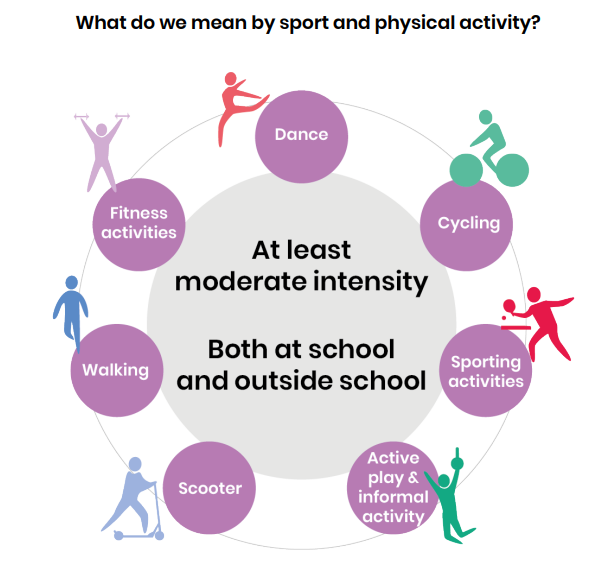 What do we mean by sport and physical activity?
Dance
Cycling
Sporting
activities
Active
play &
informal
activity
Scooter
Walking
Fitness
activities
At least
moderate intensity
Both at school
and outside school